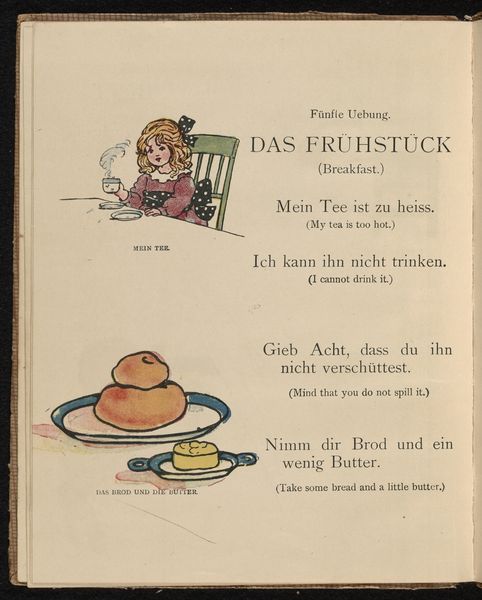 Fünfte Uebung.
DAS FRÜHSTÜCK
(Breakfast.)
Mein Tee ist zu heiss.
(My tea is too hot.)
MEIN TEE.
Ich kann ihn nicht trinken.
(I cannot drink it.)
Gieb Acht, dass du ihn
nicht verschüttest.
(Mind that you do not spill it.)
Nimm dir Brod und ein
wenig Butter.
(Take some bread and a little butter.)
DAS BROD UND DIE BUTTER.